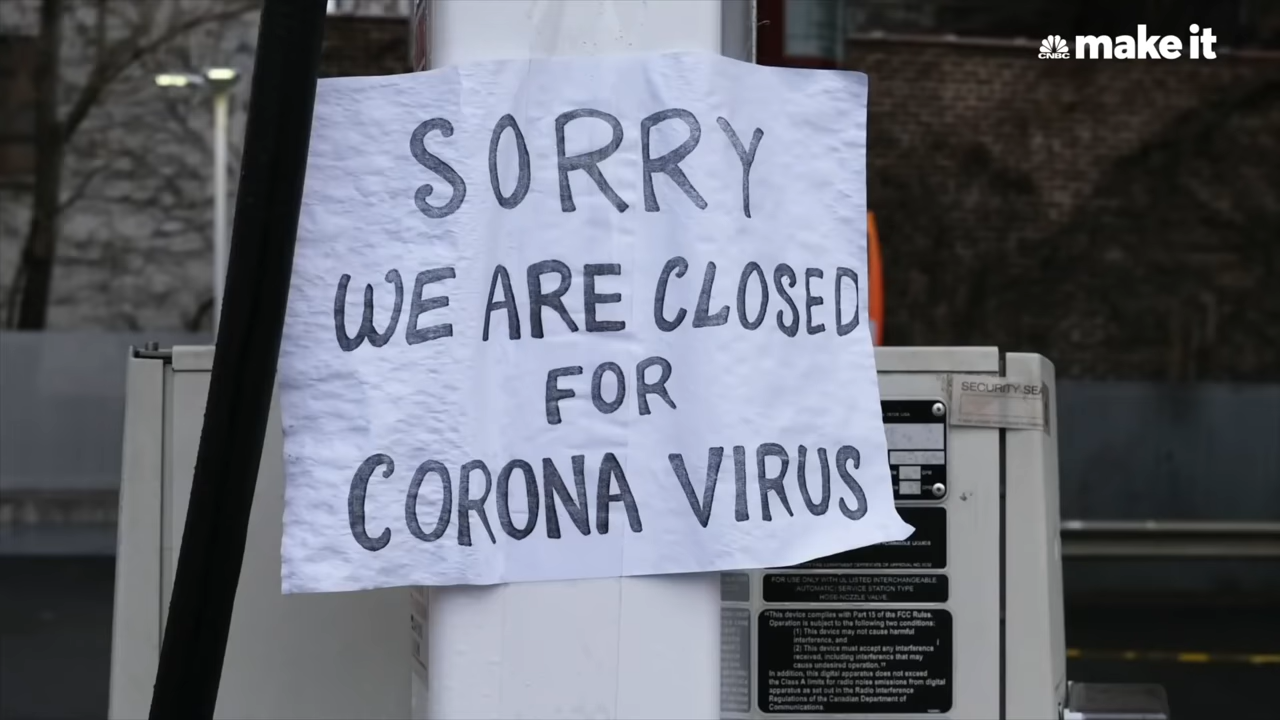 CNBC make it
SORRY
WE ARE CLOSED
FOR
CORONA VIRUS
SECURITY SEA
FOR USE ONLY WITH UL LISTED INTERCHANGEABLE
AUTOMATIC/SERVICE STATION TYPE
HOSE-NOZZLE VALVE.
"This device complies with Part 15 of the FCC Rules.
Operation is subject to the following two conditions:
(1) This device may not cause harmful
interference, and
(2) This device must accept any interference
received, including interference that may
cause undesired operation."
In addition, this digital apparatus does not exceed
the Class A limits for radio noise emissions from digital
apparatus as set out in the Radio Interference
Regulations of the Canadian Department of
Communications.